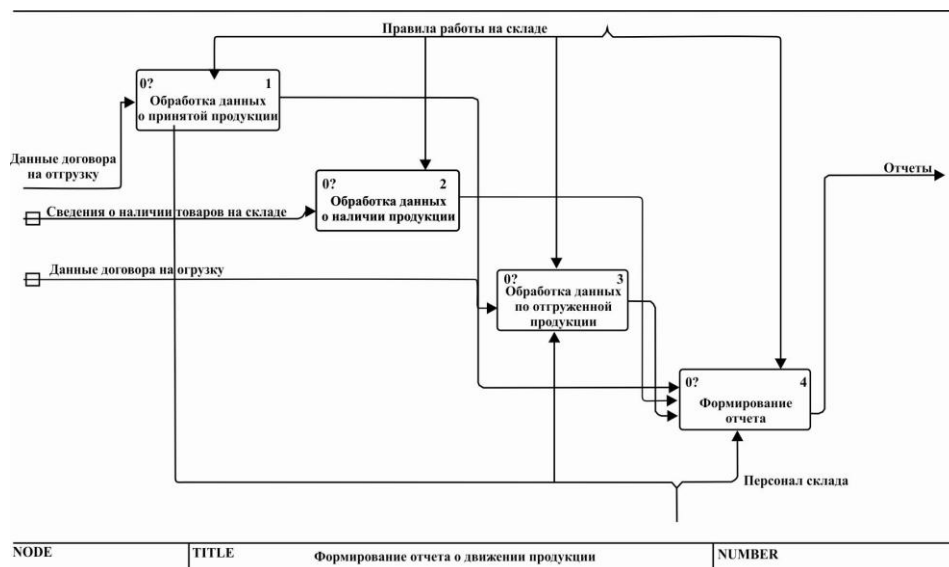 Правила работы на складе
0? 1
Обработка данных
о принятой продукции
Данные договора
на отгрузку
0? 2
Обработка данных
о наличии продукции
Отчеты
Сведения о наличии товаров на складе
Данные договора на огрузку
0? 3
Обработка данных
по отгруженной
продукции
0? 4
Формирование
отчета
Персонал склада
NODE TITLE Формирование отчета о движении продукции NUMBER